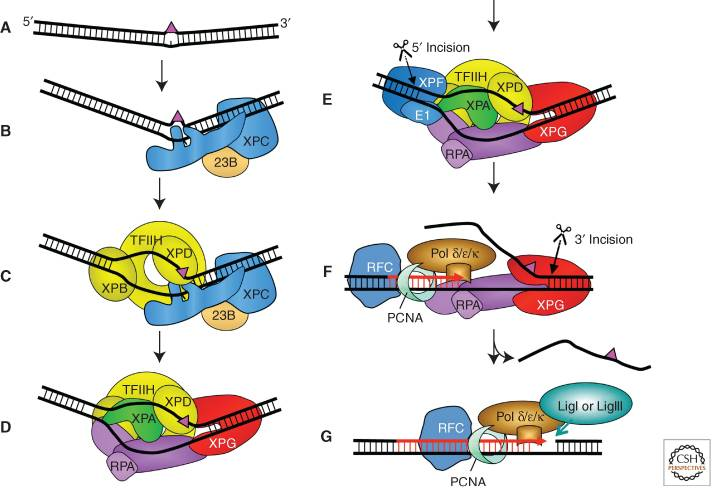 A
5′
3′
B
XPC
23B
C
TFIIH
XPD
XPB
XPC
23B
D
TFIIH
XPD
XPA
XPG
RPA
E
5′ Incision
XPF
TFIIH
XPD
XPA
E1
XPG
RPA
F
3′ Incision
RFC
Pol δ/ε/κ
RPA
XPG
PCNA
G
LigI or LigIII
Pol δ/ε/κ
RFC
PCNA
CSH
PERSPECTIVES